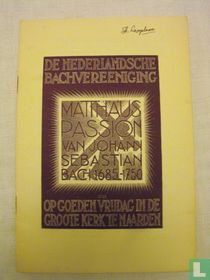 DE NEDERLANDSCHE
BACHVEREENIGING
MATTHÄUS
PASSION
VAN JOHANN
SEBASTIAN
BACH 1685-1750
OP GOEDEN VRIJDAG IN DE
GROOTE KERK TE NAARDEN